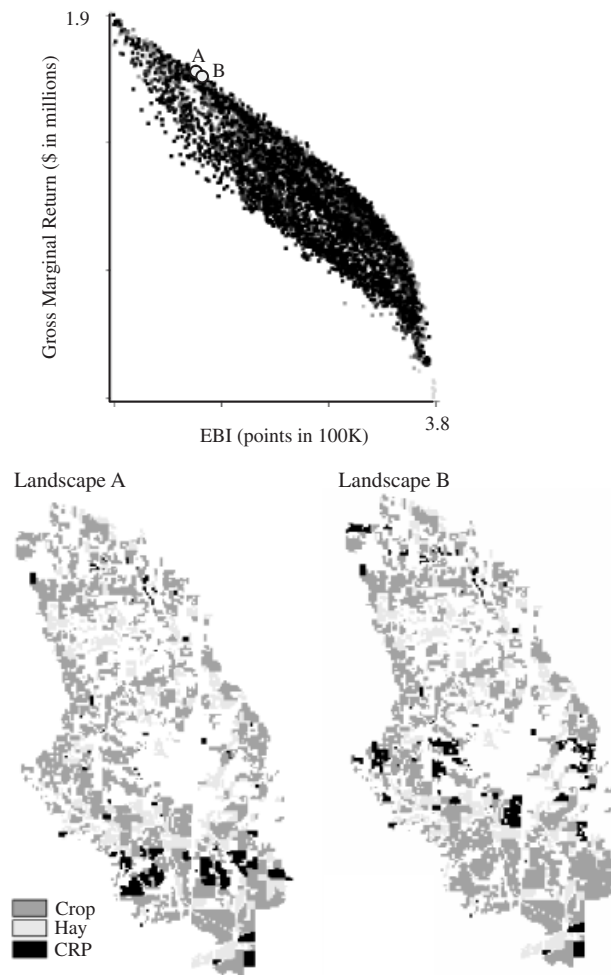 1.9
A
B
Gross Marginal Return ($ in millions)
3.8
EBI (points in 100K)
Landscape A
Landscape B
Crop
Hay
CRP